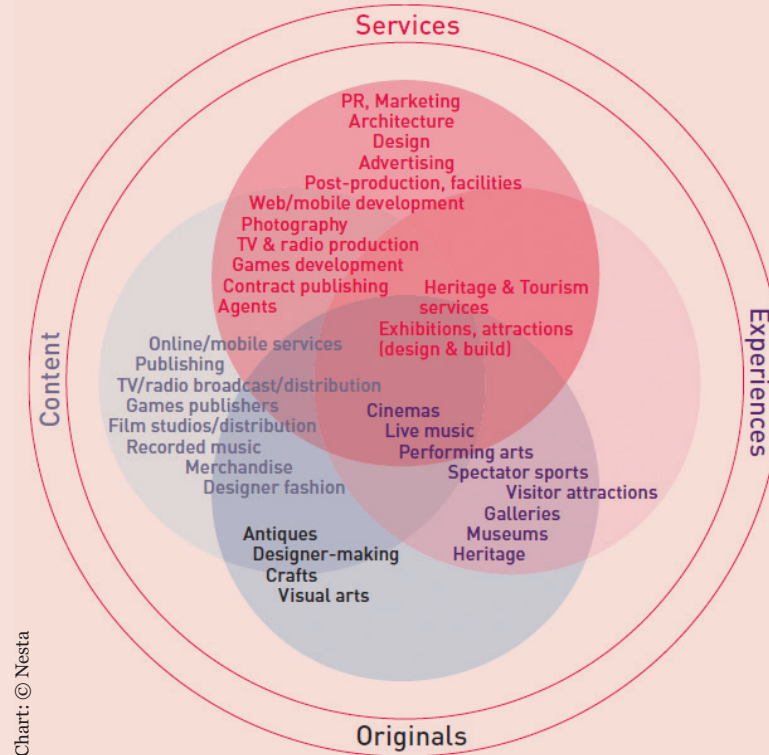 Services
PR, Marketing
Architecture
Design
Advertising
Post-production, facilities
Web/mobile development
Photography
TV & radio production
Games development
Contract publishing
Agents
Heritage & Tourism
services
Exhibitions, attractions
(design & build)
Content
Online/mobile services
Publishing
TV/radio broadcast/distribution
Games publishers
Film studios/distribution
Recorded music
Merchandise
Designer fashion
Experiences
Cinemas
Live music
Performing arts
Spectator sports
Visitor attractions
Galleries
Museums
Heritage
Antiques
Designer-making
Crafts
Visual arts
Originals
Chart: © Nesta